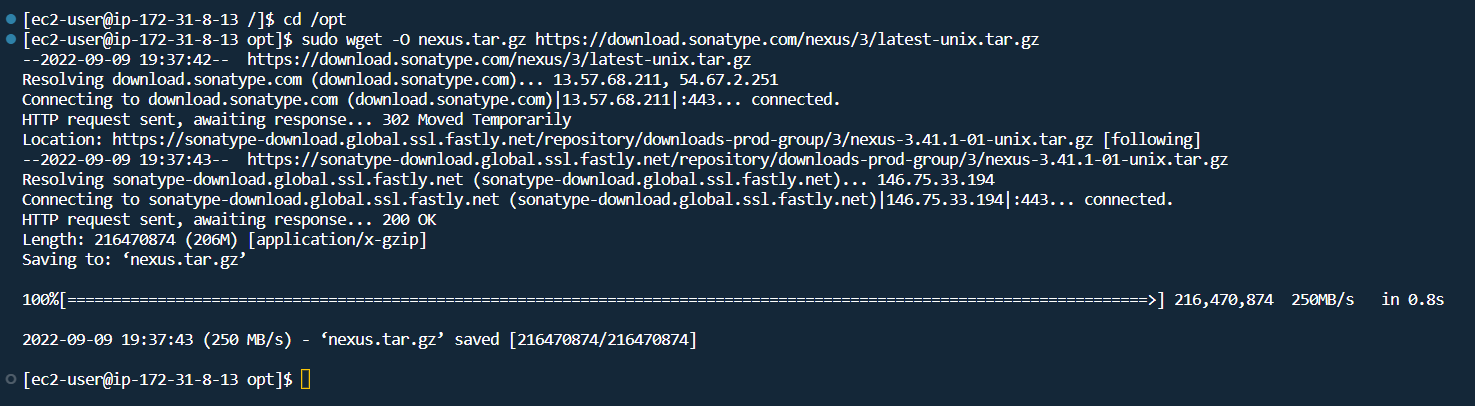 [ec2-user@ip-172-31-8-13 /]$ cd /opt
[ec2-user@ip-172-31-8-13 opt]$ sudo wget -O nexus.tar.gz https://download.sonatype.com/nexus/3/latest-unix.tar.gz
--2022-09-09 19:37:42--  https://download.sonatype.com/nexus/3/latest-unix.tar.gz
Resolving download.sonatype.com (download.sonatype.com)... 13.57.68.211, 54.67.2.251
Connecting to download.sonatype.com (download.sonatype.com)|13.57.68.211|:443... connected.
HTTP request sent, awaiting response... 302 Moved Temporarily
Location: https://sonatype-download.global.ssl.fastly.net/repository/downloads-prod-group/3/nexus-3.41.1-01-unix.tar.gz [following]
--2022-09-09 19:37:43--  https://sonatype-download.global.ssl.fastly.net/repository/downloads-prod-group/3/nexus-3.41.1-01-unix.tar.gz
Resolving sonatype-download.global.ssl.fastly.net (sonatype-download.global.ssl.fastly.net)... 146.75.33.194
Connecting to sonatype-download.global.ssl.fastly.net (sonatype-download.global.ssl.fastly.net)|146.75.33.194|:443... connected.
HTTP request sent, awaiting response... 200 OK
Length: 216470874 (206M) [application/x-gzip]
Saving to: ‘nexus.tar.gz’
100%[========================================================================================================================>] 216,470,874  250MB/s   in 0.8s
2022-09-09 19:37:43 (250 MB/s) - ‘nexus.tar.gz’ saved [216470874/216470874]
[ec2-user@ip-172-31-8-13 opt]$